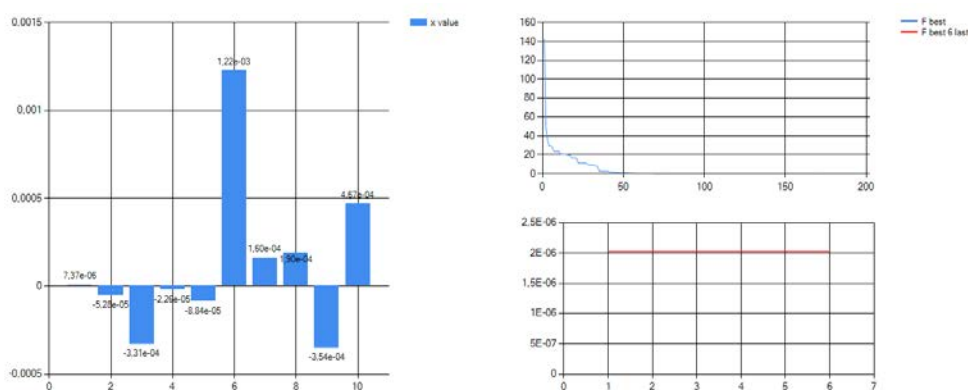 0.0015
x value
1,22e-03
0.001
0.0005
4,67e-04
1,60e-04
1,90e-04
7,37e-06
0
-5,28e-05
-8,84e-05
-3,31e-04
-3,54e-04
-0.0005
0 2 4 6 8 10
160
140
120
100
80
60
40
20
0
0 50 100 150 200
F best
F best 6 last
2,5E-06
2E-06
1,5E-06
1E-06
5E-07
0
0 1 2 3 4 5 6 7